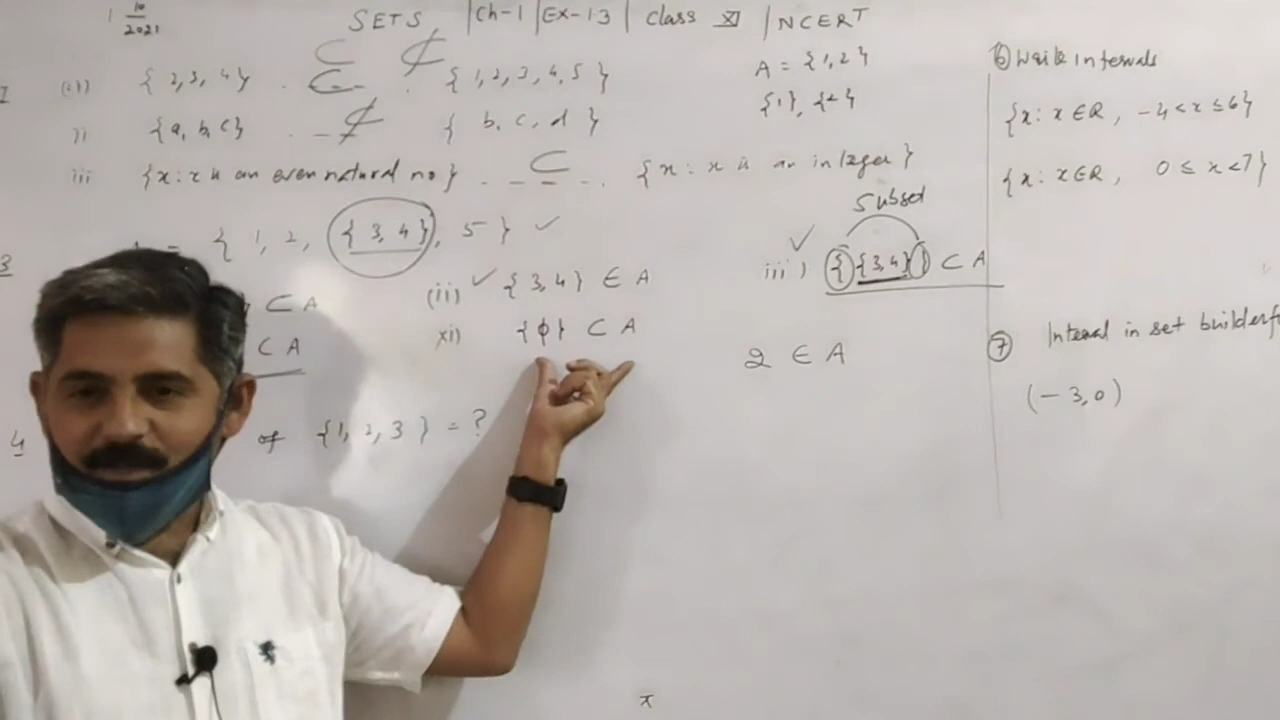 1 10/2021
SETS | Ch-1 | Ex-1.3 | Class XI | NCERT
1 (i) {2,3,4} . ⊂ . {1,2,3,4,5}
⊂ ⊄
ii {a,b,c} . ⊄ {b,c,d}
iii {x:x is an even natural no} . ⊂ . {x:x is an integer}
A = {1,2}
{1}, {2}
3 = {1, 2, {3,4}, 5} ✓
⊂ A
(ii) ✓ {3,4} ∈ A
Subset
✓ iii) {{3,4}} ⊂ A
⊂ A
xi) {ϕ} ⊂ A
2 ∈ A
4 of {1,2,3} = ?
6) Write intervals
{x: x ∈ R, -4 < x ≤ 6}
{x: x ∈ R, 0 ≤ x < 7}
7 Interval in set builder f
(-3,0)
x